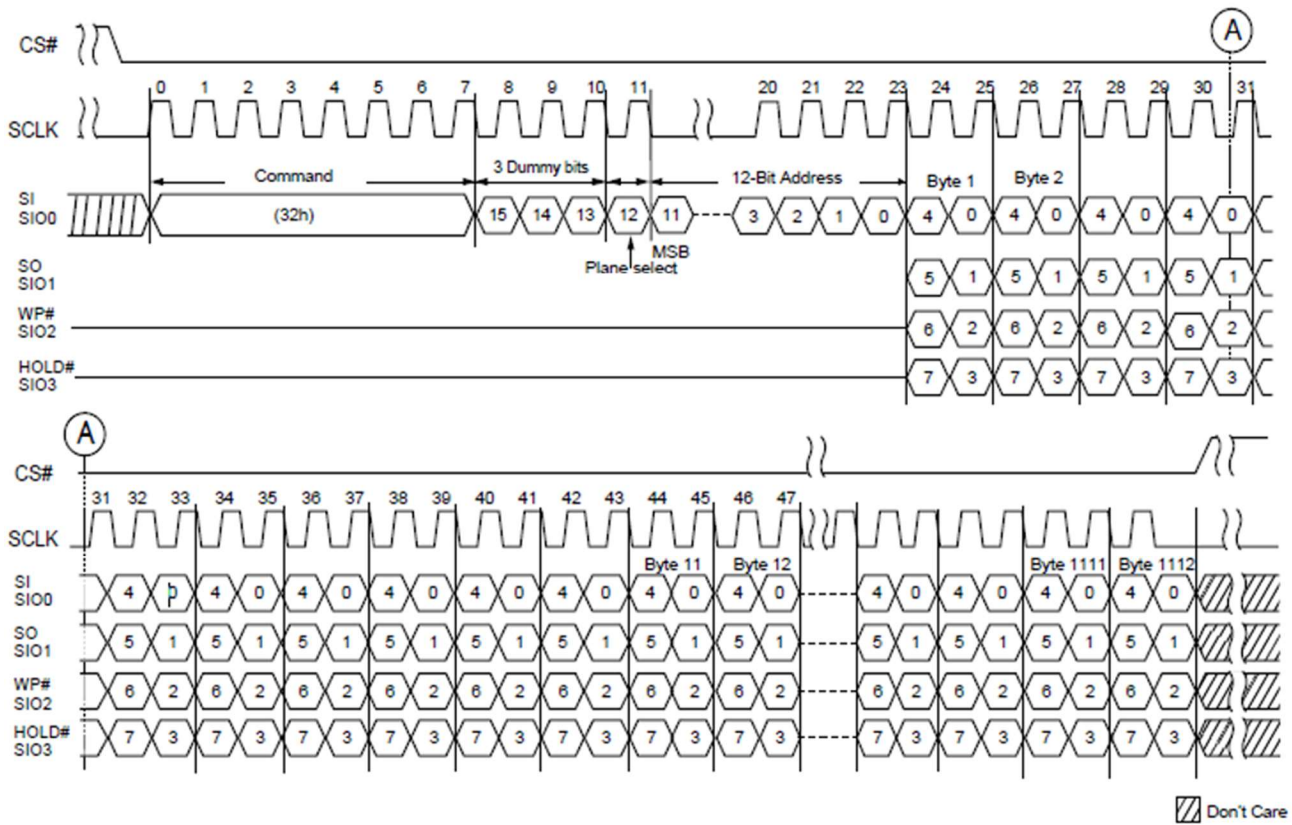 A
CS#
0 1 2 3 4 5 6 7 8 9 10 11 20 21 22 23 24 25 26 27 28 29 30 31
SCLK
Command 3 Dummy bits 12-Bit Address Byte 1 Byte 2
SI
SIO0
(32h) 15 14 13 12 11 3 2 1 0 4 0 4 0 4 0 4 0
MSB
Plane select
SO
SIO1
5 1 5 1 5 1 5 1
WP#
SIO2
6 2 6 2 6 2 6 2
HOLD#
SIO3
7 3 7 3 7 3 7 3
A
CS#
31 32 33 34 35 36 37 38 39 40 41 42 43 44 45 46 47
SCLK
Byte 11 Byte 12 Byte 1111 Byte 1112
SI
SIO0
4 0 4 0 4 0 4 0 4 0 4 0 4 0 4 0 4 0 4 0 4 0 4 0
SO
SIO1
5 1 5 1 5 1 5 1 5 1 5 1 5 1 5 1 5 1 5 1 5 1 5 1
WP#
SIO2
6 2 6 2 6 2 6 2 6 2 6 2 6 2 6 2 6 2 6 2 6 2 6 2
HOLD#
SIO3
7 3 7 3 7 3 7 3 7 3 7 3 7 3 7 3 7 3 7 3 7 3 7 3
Don't Care